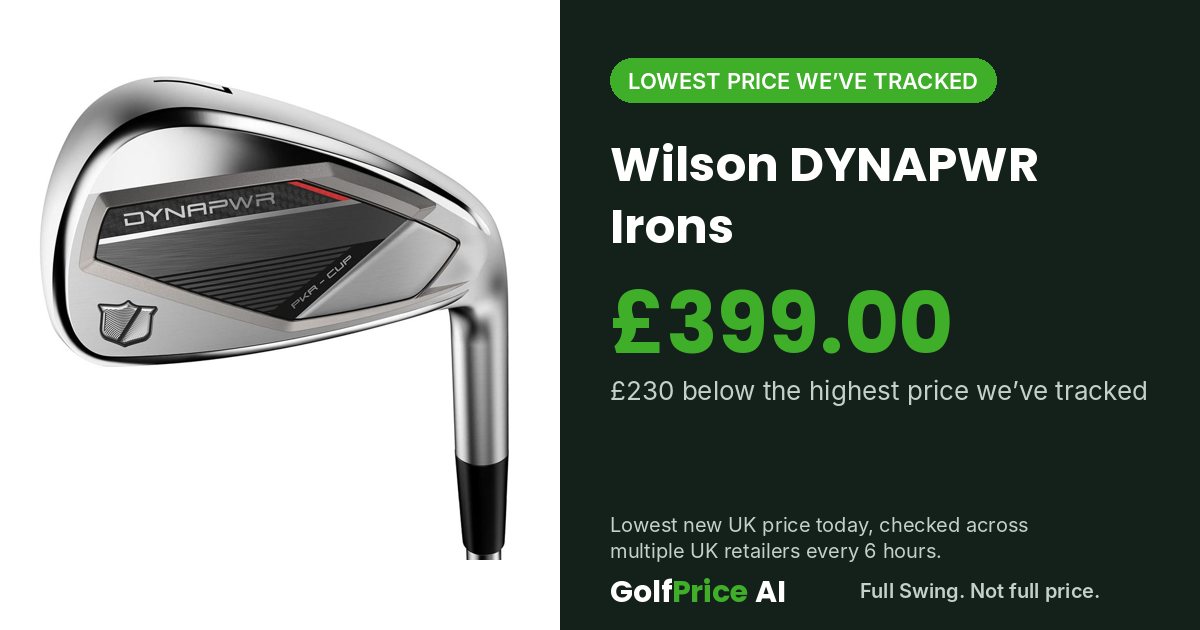 DYNAPWR
PKR - CUP
LOWEST PRICE WE’VE TRACKED
Wilson DYNAPWR
Irons
£399.00
£230 below the highest price we’ve tracked
Lowest new UK price today, checked across
multiple UK retailers every 6 hours.
GolfPrice AI
Full Swing. Not full price.